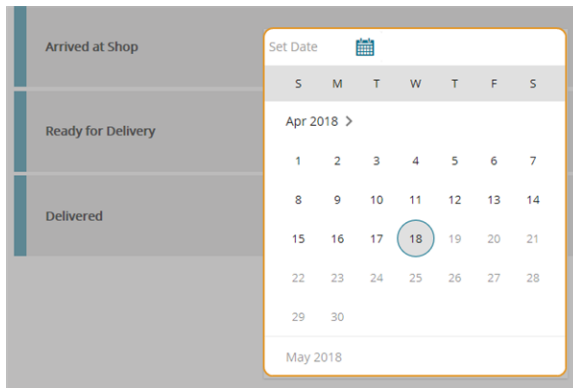 Arrived at Shop
Ready for Delivery
Delivered
Set Date
S M T W T F S
Apr 2018 >
1 2 3 4 5 6 7
8 9 10 11 12 13 14
15 16 17 18 19 20 21
22 23 24 25 26 27 28
29 30
May 2018